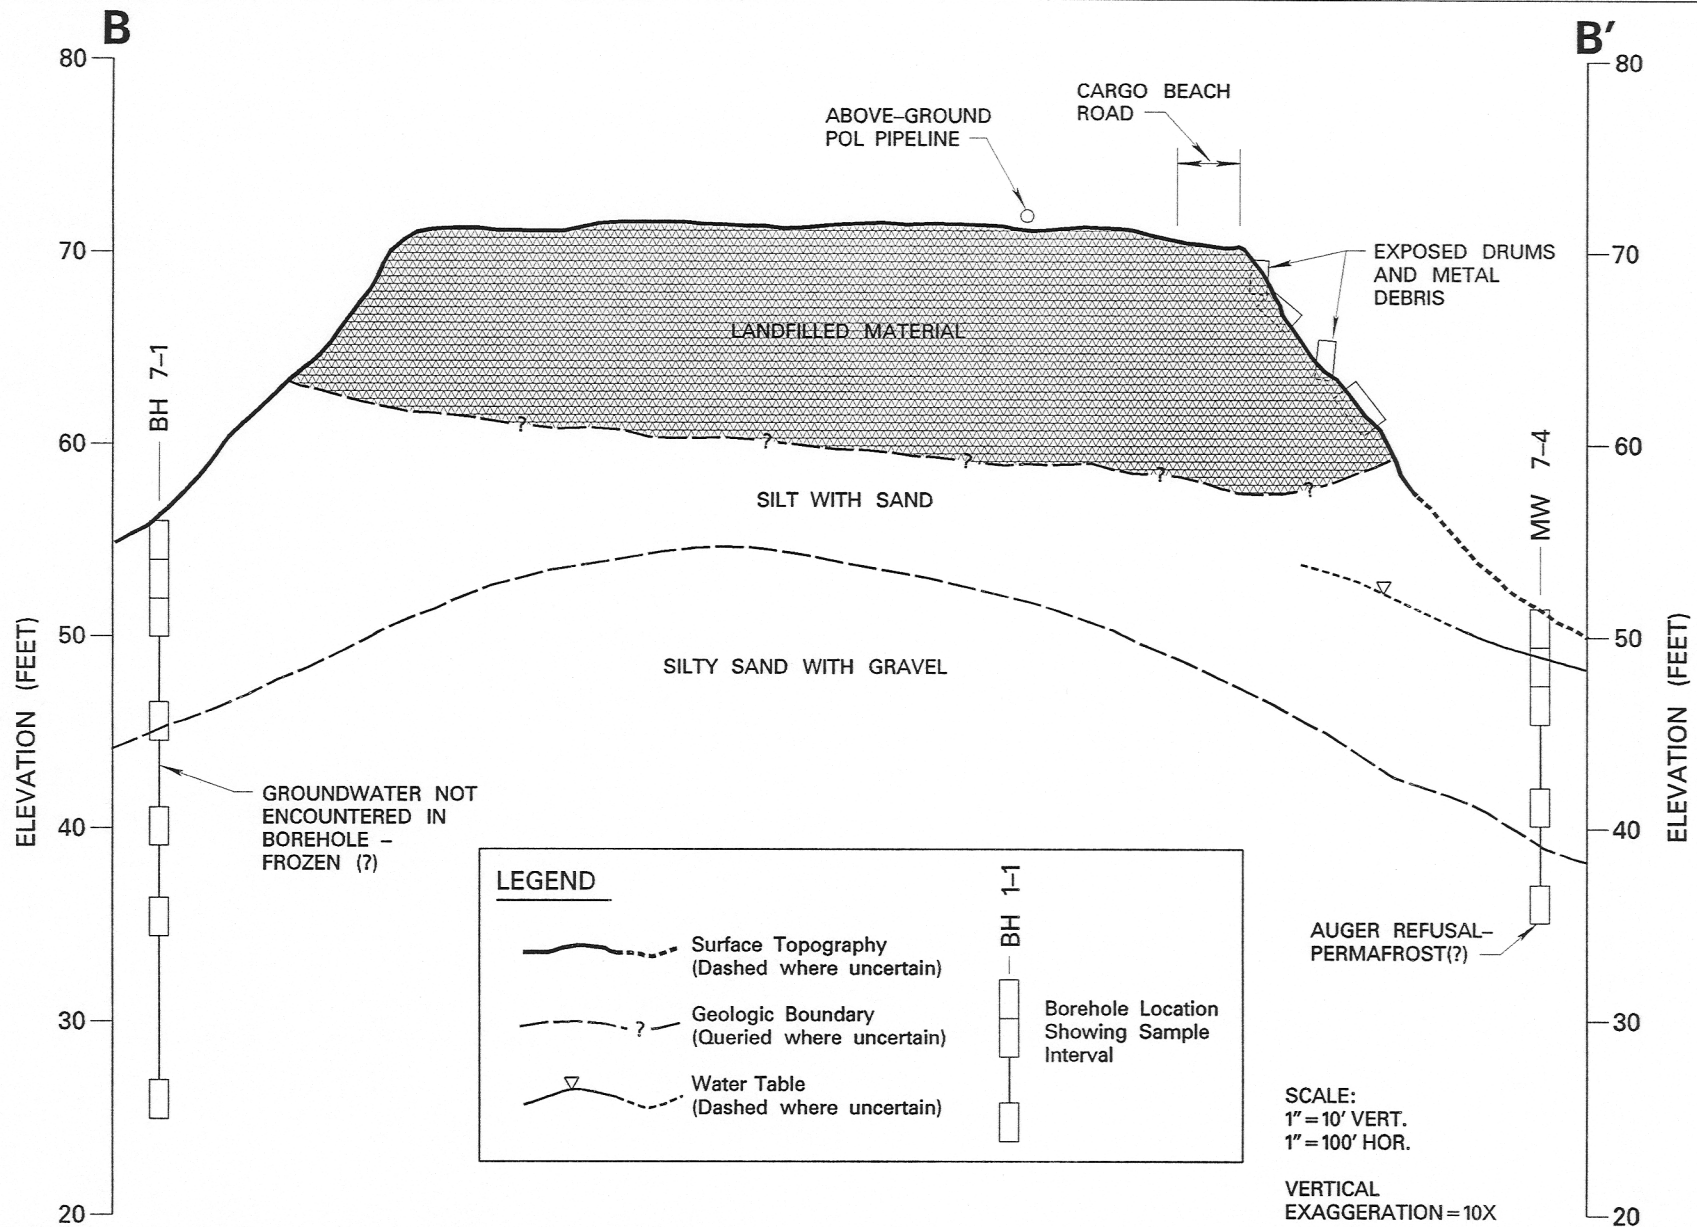 B
B′
80
80
CARGO BEACH
ROAD
ABOVE–GROUND
POL PIPELINE
70
70
EXPOSED DRUMS
AND METAL
DEBRIS
LANDFILLED MATERIAL
BH 7–1
?
?
?
?
?
60
60
MW 7–4
SILT WITH SAND
50
50
ELEVATION (FEET)
ELEVATION (FEET)
SILTY SAND WITH GRAVEL
GROUNDWATER NOT
ENCOUNTERED IN
BOREHOLE –
FROZEN (?)
40
40
LEGEND
Surface Topography
(Dashed where uncertain)
?
Geologic Boundary
(Queried where uncertain)
Water Table
(Dashed where uncertain)
BH 1–1
Borehole Location
Showing Sample
Interval
AUGER REFUSAL–
PERMAFROST(?)
30
30
SCALE:
1″=10′ VERT.
1″=100′ HOR.
VERTICAL
EXAGGERATION=10X
20
20